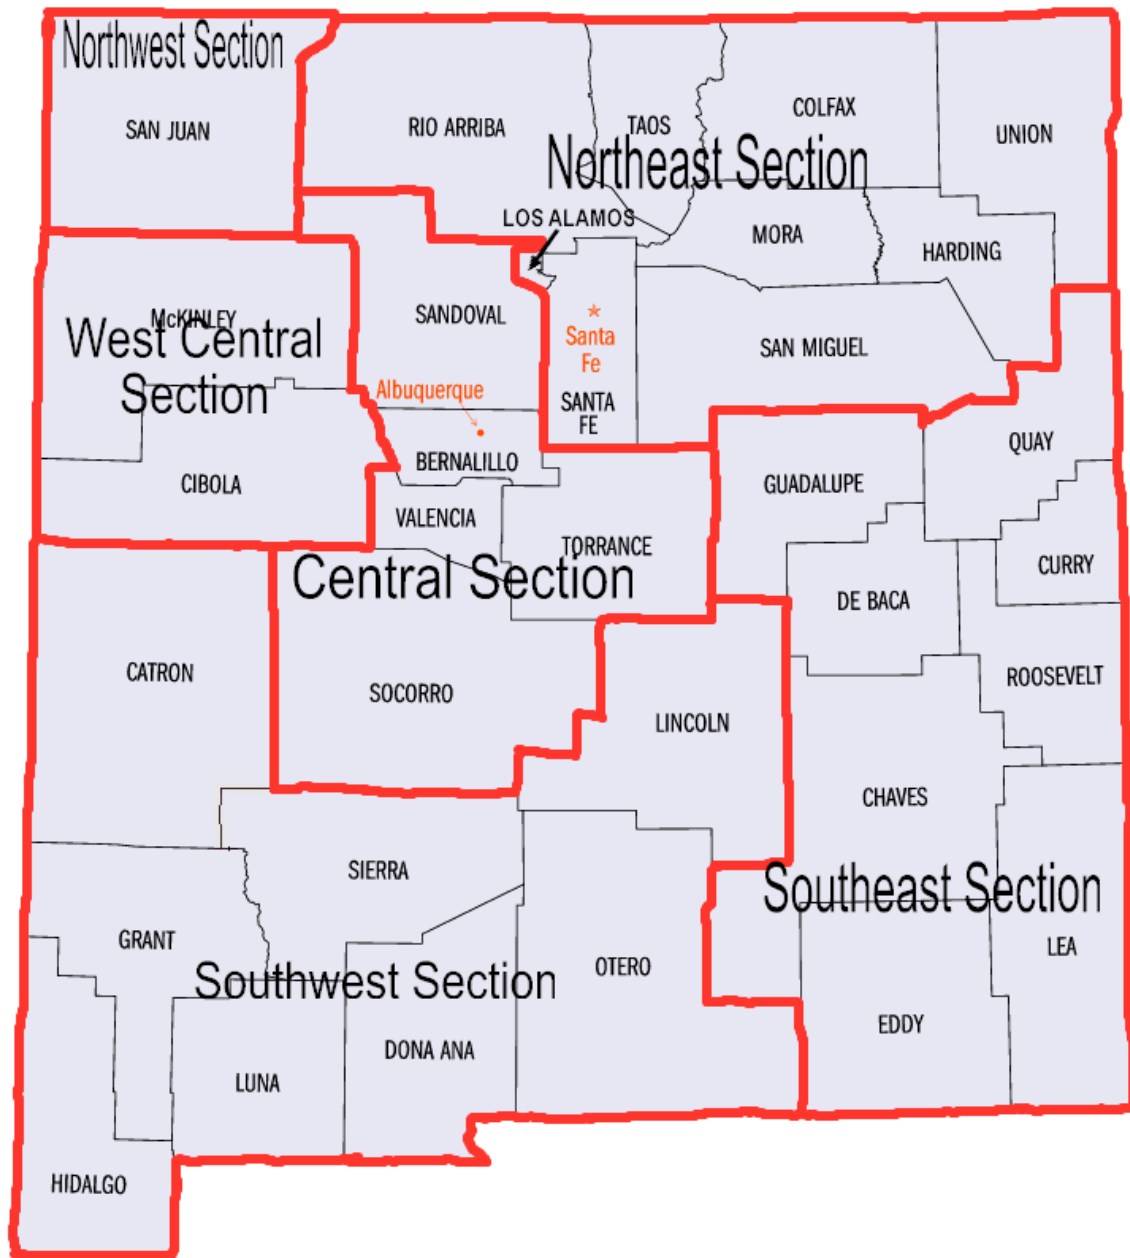 Northwest Section
SAN JUAN
RIO ARRIBA
TAOS
COLFAX
UNION
Northeast Section
LOS ALAMOS
MORA
HARDING
McKINLEY
West Central
Section
SANDOVAL
*
Santa
Fe
SAN MIGUEL
Albuquerque
SANTA
FE
QUAY
BERNALILLO
CIBOLA
GUADALUPE
VALENCIA
TORRANCE
Central Section
CURRY
DE BACA
CATRON
SOCORRO
ROOSEVELT
LINCOLN
CHAVES
SIERRA
Southeast Section
GRANT
LEA
OTERO
Southwest Section
EDDY
DONA ANA
LUNA
HIDALGO